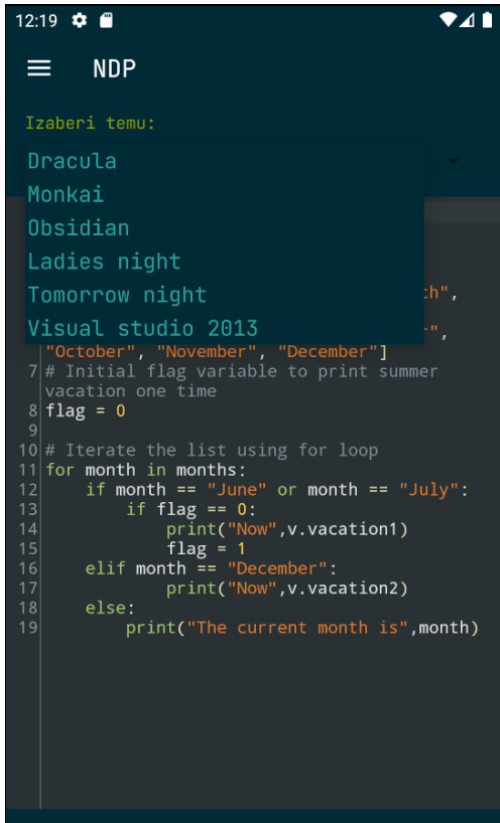 12:19
NDP
Izaberi temu:
Dracula
Monkai
Obsidian
Ladies night
Tomorrow night
Visual studio 2013
ch",
",
"October", "November", "December"]
7 # Initial flag variable to print summer
vacation one time
8 flag = 0
9
10 # Iterate the list using for loop
11 for month in months:
12     if month == "June" or month == "July":
13         if flag == 0:
14             print("Now",v.vacation1)
15             flag = 1
16     elif month == "December":
17             print("Now",v.vacation2)
18     else:
19         print("The current month is",month)